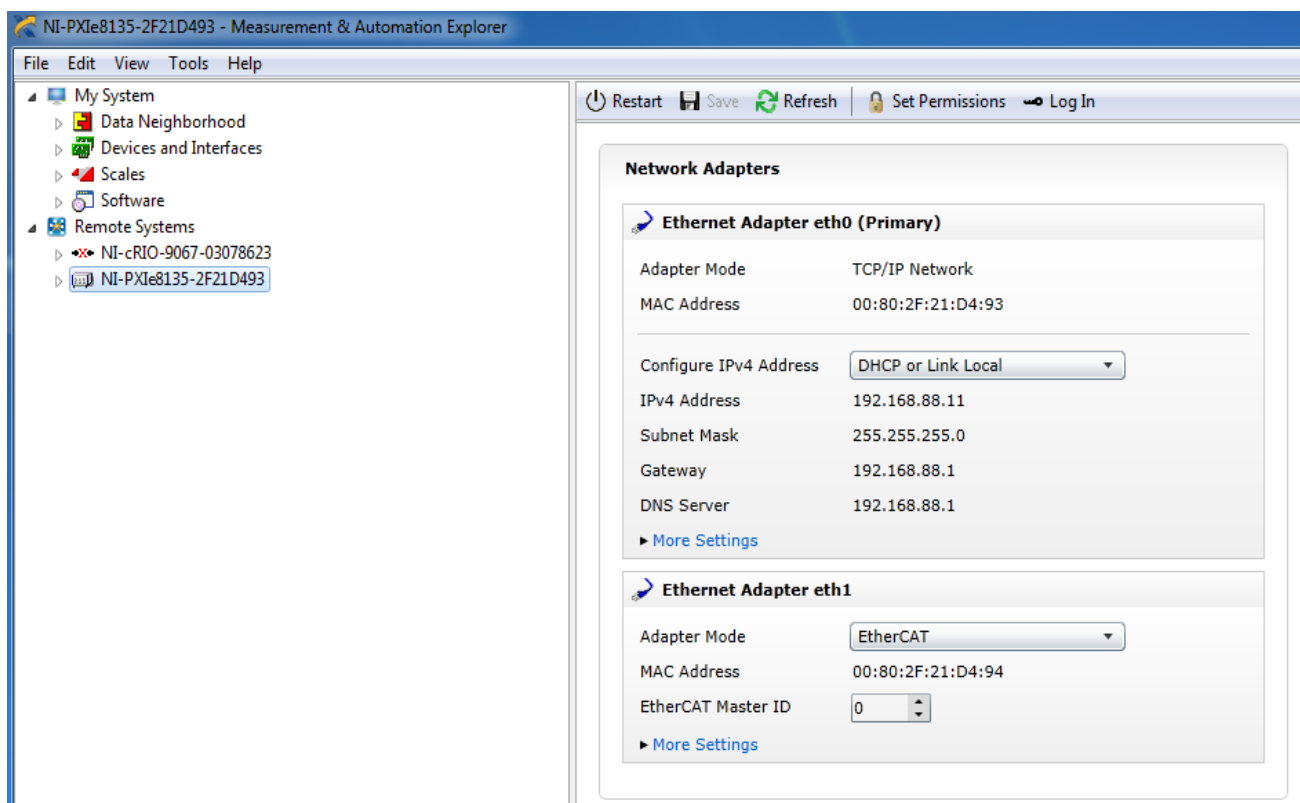 NI-PXIe8135-2F21D493 - Measurement & Automation Explorer
File Edit View Tools Help
My System
Data Neighborhood
Devices and Interfaces
Scales
Software
Remote Systems
NI-cRIO-9067-03078623
NI-PXIe8135-2F21D493
Restart Save Refresh Set Permissions Log In
Network Adapters
Ethernet Adapter eth0 (Primary)
Adapter Mode TCP/IP Network
MAC Address 00:80:2F:21:D4:93
Configure IPv4 Address DHCP or Link Local
IPv4 Address 192.168.88.11
Subnet Mask 255.255.255.0
Gateway 192.168.88.1
DNS Server 192.168.88.1
More Settings
Ethernet Adapter eth1
Adapter Mode EtherCAT
MAC Address 00:80:2F:21:D4:94
EtherCAT Master ID 0
More Settings